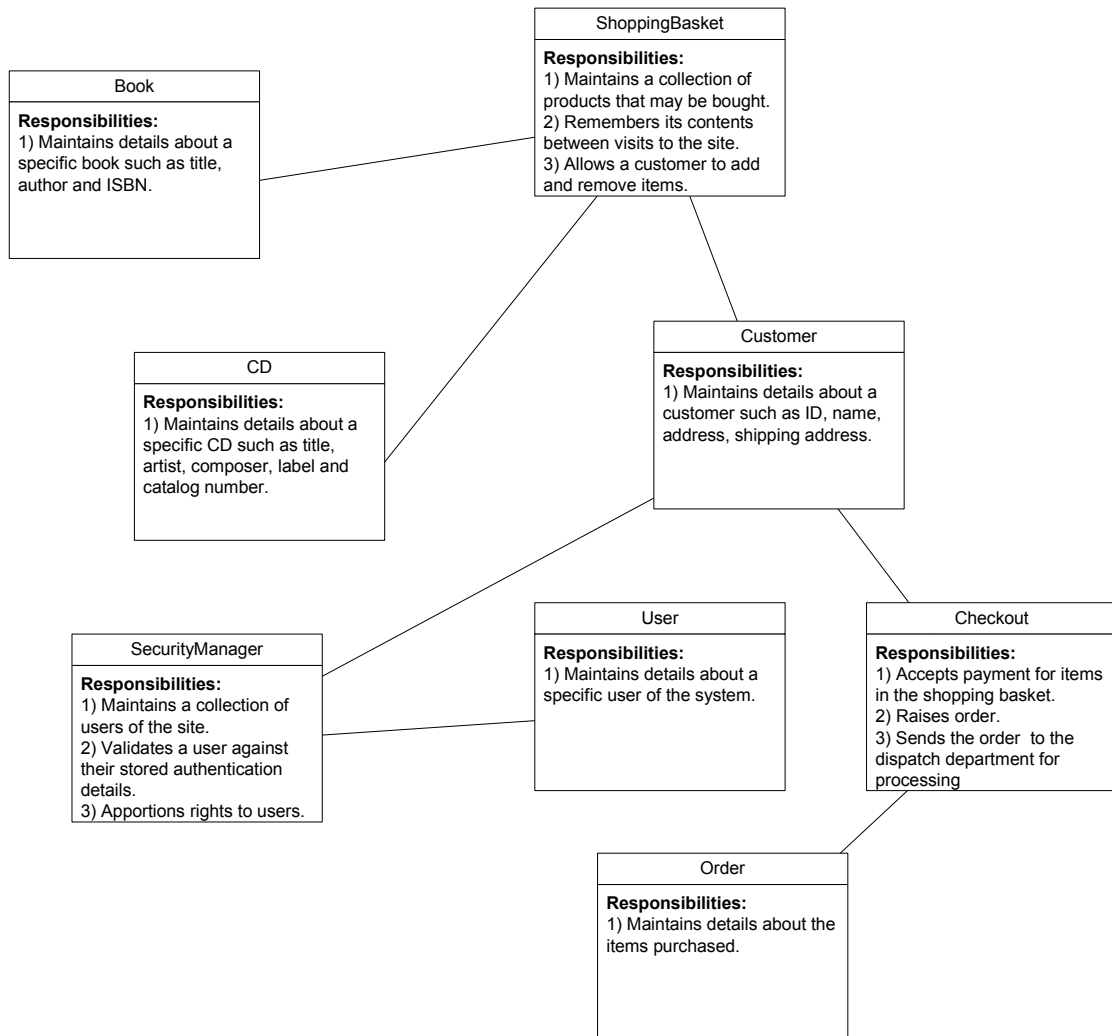 ShoppingBasket
Responsibilities:
1) Maintains a collection of
products that may be bought.
2) Remembers its contents
between visits to the site.
3) Allows a customer to add
and remove items.
Book
Responsibilities:
1) Maintains details about a
specific book such as title,
author and ISBN.
CD
Responsibilities:
1) Maintains details about a
specific CD such as title,
artist, composer, label and
catalog number.
Customer
Responsibilities:
1) Maintains details about a
customer such as ID, name,
address, shipping address.
SecurityManager
Responsibilities:
1) Maintains a collection of
users of the site.
2) Validates a user against
their stored authentication
details.
3) Apportions rights to users.
User
Responsibilities:
1) Maintains details about a
specific user of the system.
Checkout
Responsibilities:
1) Accepts payment for items
in the shopping basket.
2) Raises order.
3) Sends the order  to the
dispatch department for
processing
Order
Responsibilities:
1) Maintains details about the
items purchased.